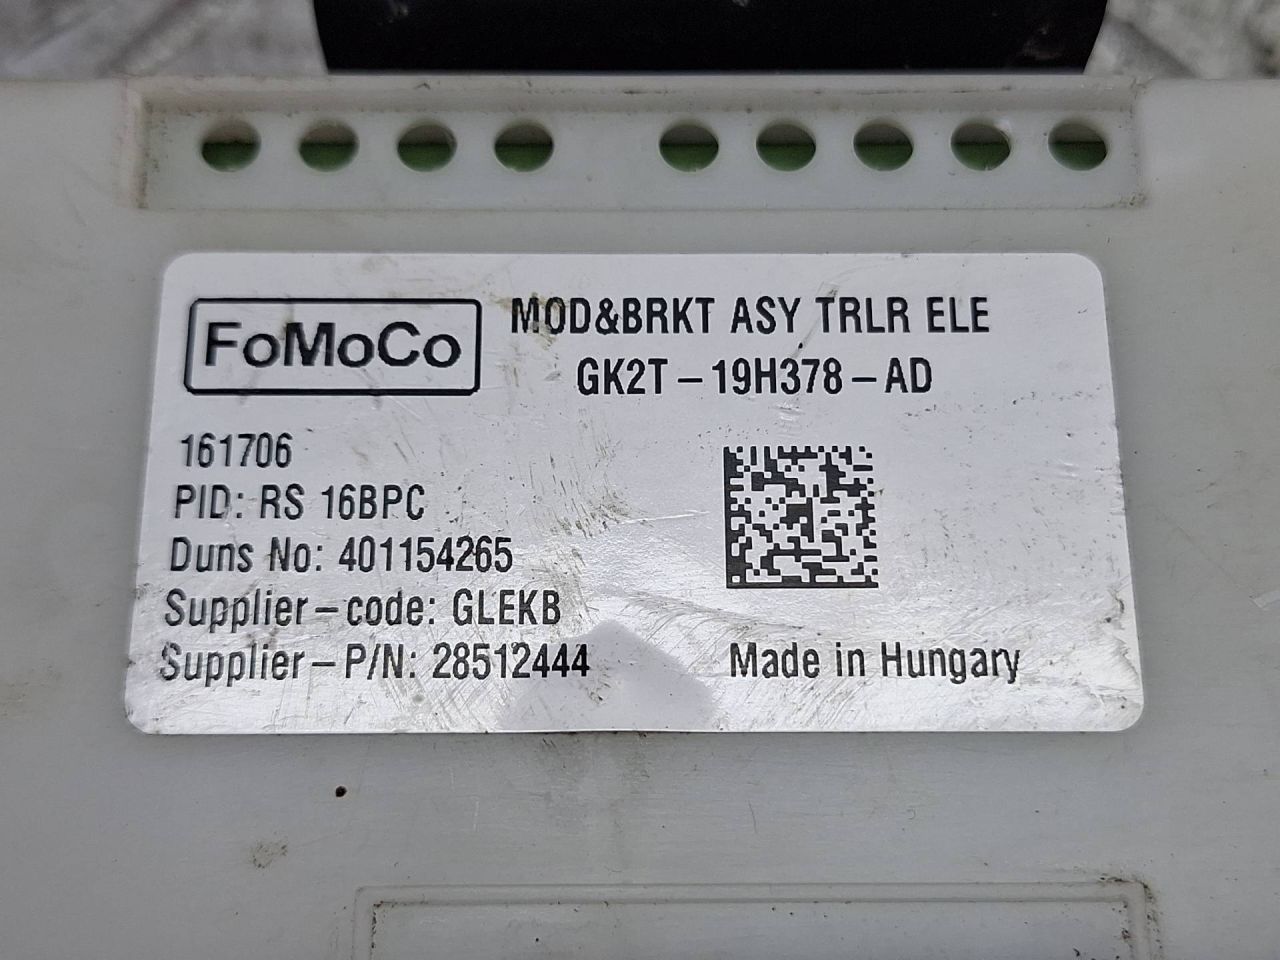 FoMoCo
MOD&BRKT ASY TRLR ELE
GK2T-19H378-AD
161706
PID: RS 16BPC
Duns No: 401154265
Supplier-code: GLEKB
Supplier-P/N: 28512444
Made in Hungary